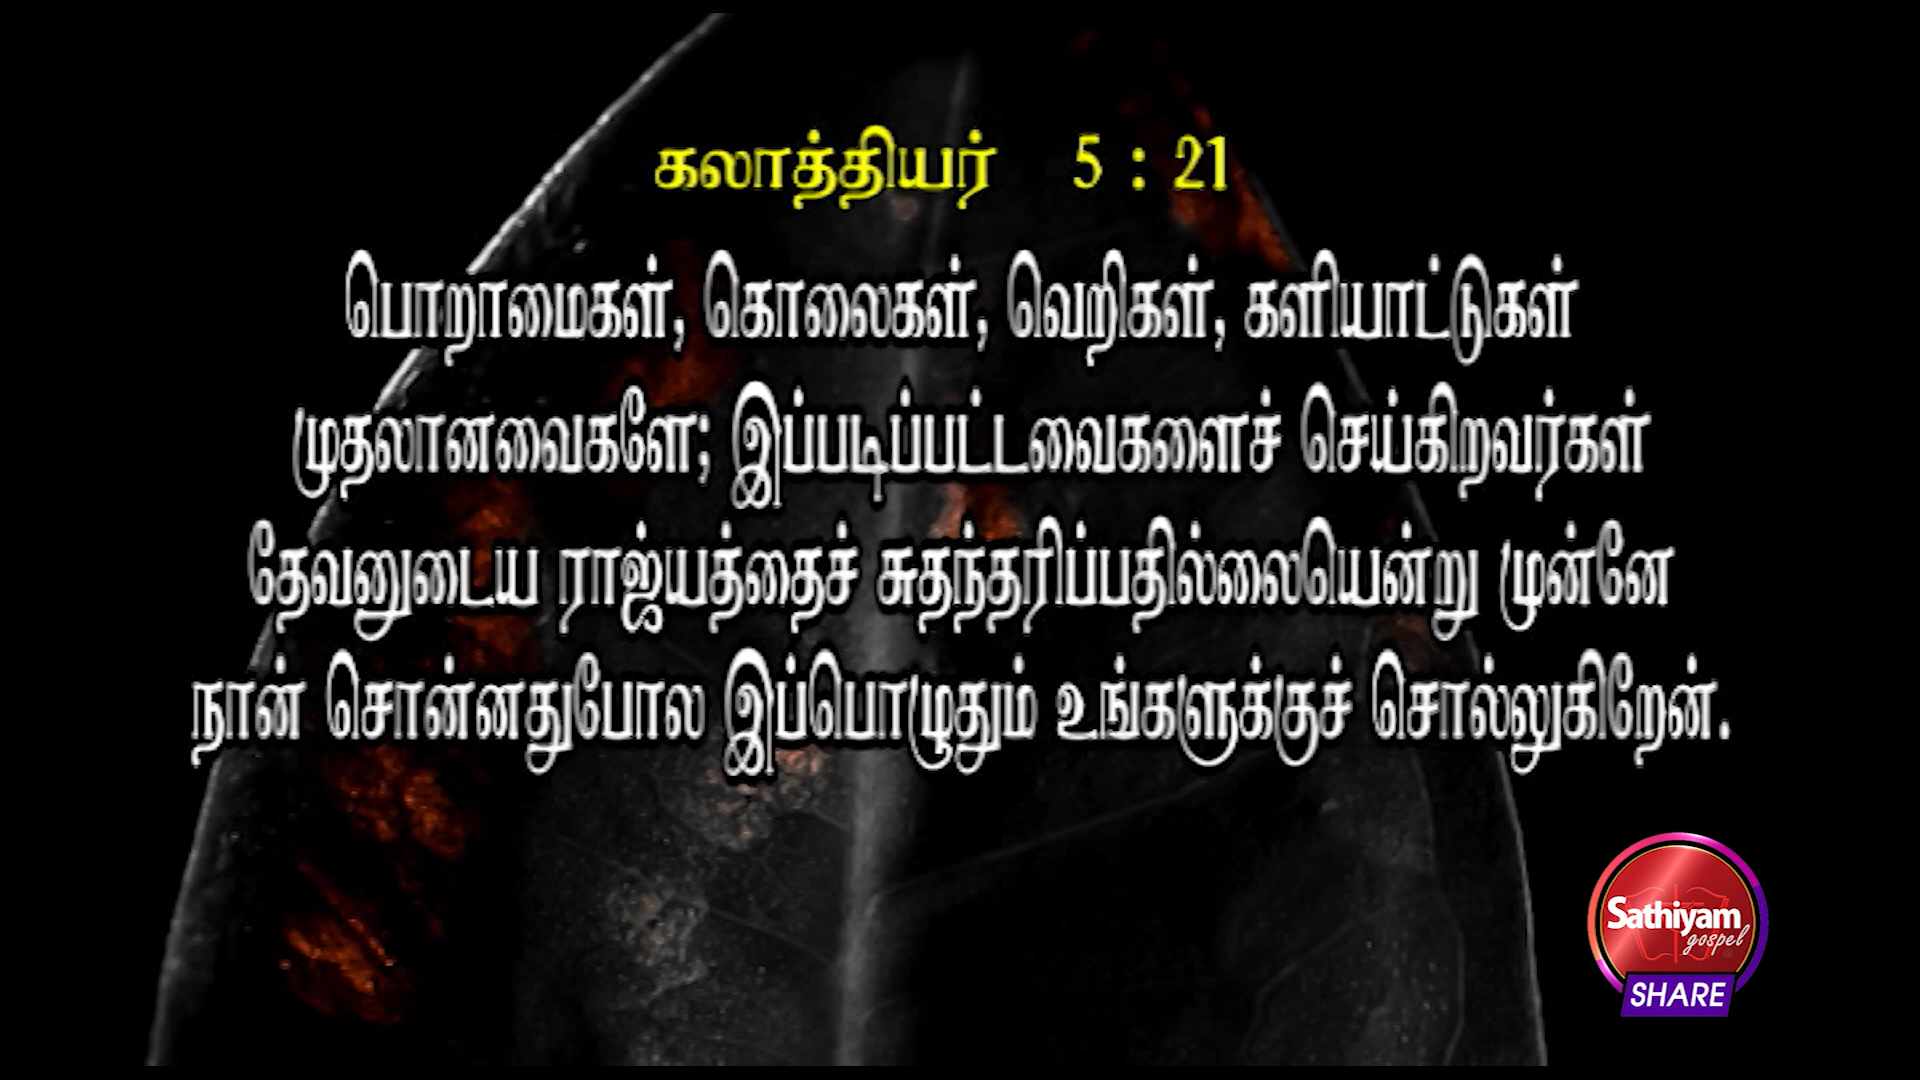 கலாத்தியர் 5 : 21
பொறாமைகள், கொலைகள், வெறிகள், களியாட்டுகள்
முதலானவைகளே; இப்படிப்பட்டவைகளைச் செய்கிறவர்கள்
தேவனுடைய ராஜ்யத்தைச் சுதந்தரிப்பதில்லையென்று முன்னே
நான் சொன்னதுபோல இப்பொழுதும் உங்களுக்குச் சொல்லுகிறேன்.
Sathiyam
gospel
SHARE